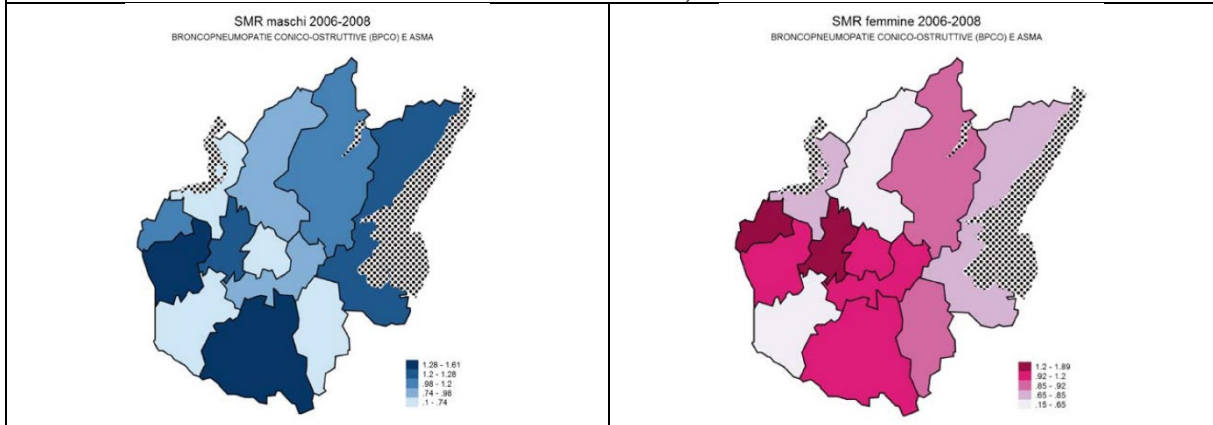 SMR maschi 2006-2008
BRONCOPNEUMOPATIE CONICO-OSTRUTTIVE (BPCO) E ASMA
1.28 - 1.61
1.2 - 1.28
.98 - 1.2
.74 - .98
.1 - .74
SMR femmine 2006-2008
BRONCOPNEUMOPATIE CONICO-OSTRUTTIVE (BPCO) E ASMA
1.2 - 1.89
.92 - 1.2
.85 - .92
.65 - .85
.15 - .65